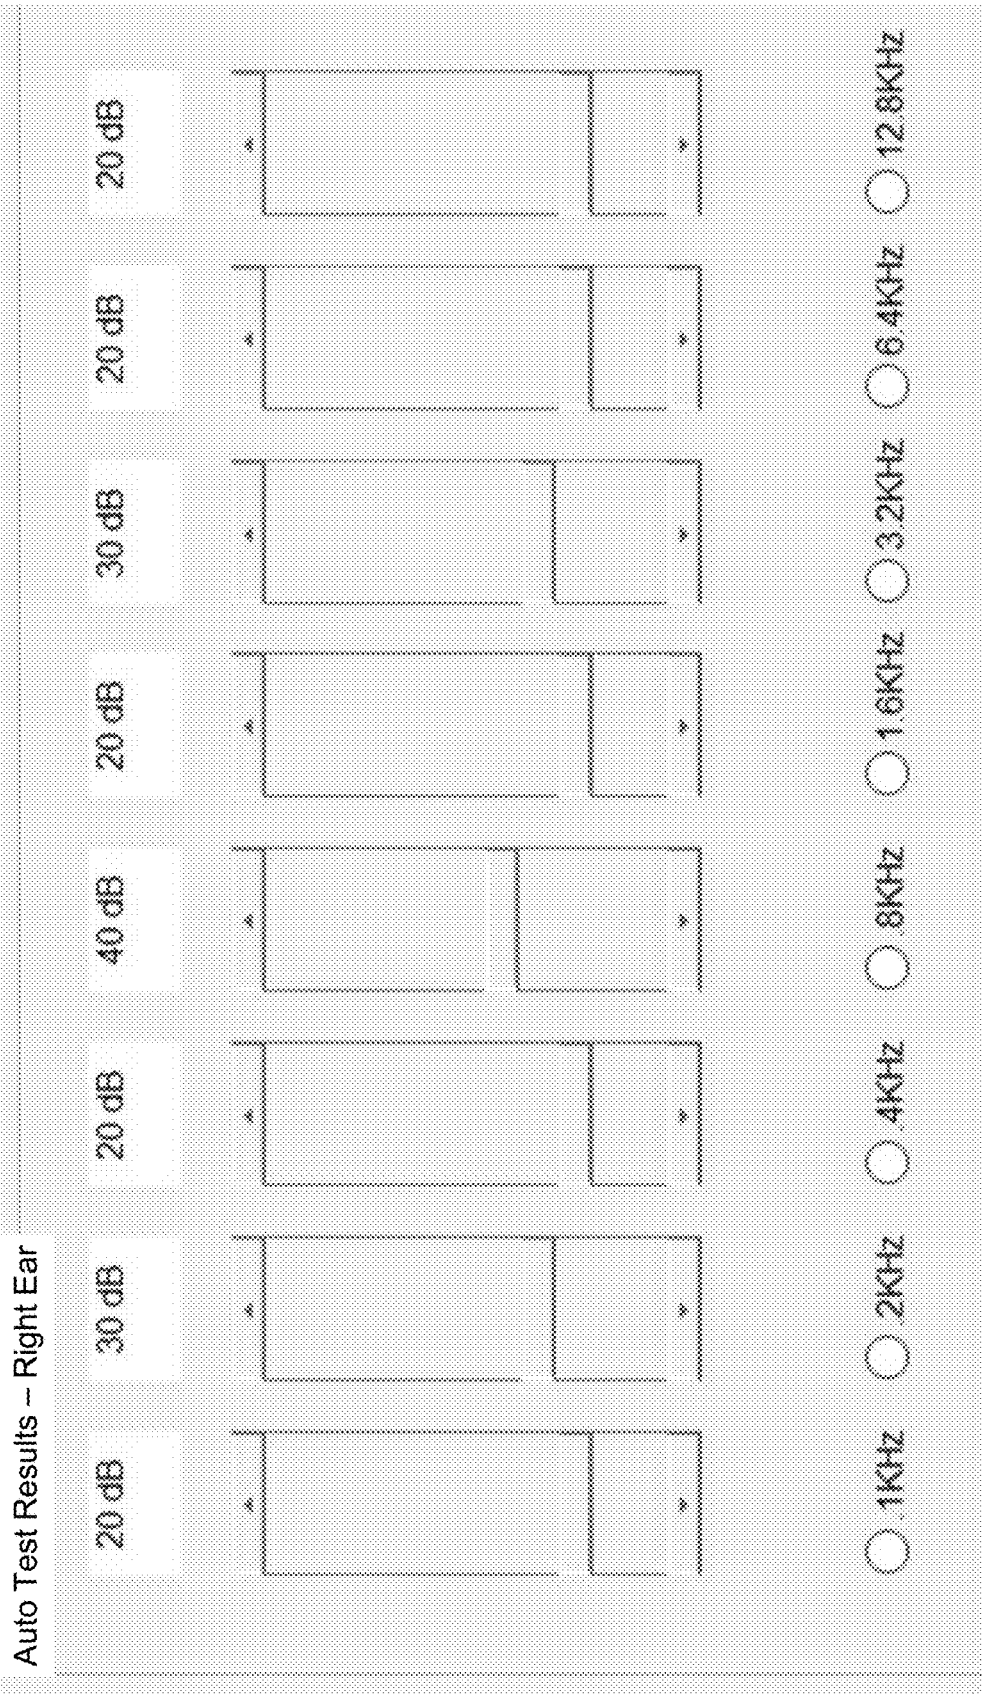 Auto Test Results – Right Ear
20 dB 30 dB 20 dB 40 dB 20 dB 30 dB 20 dB 20 dB
.1KHz .2KHz .4KHz .8KHz 1.6KHz 3.2KHz 6.4KHz 12.8KHz